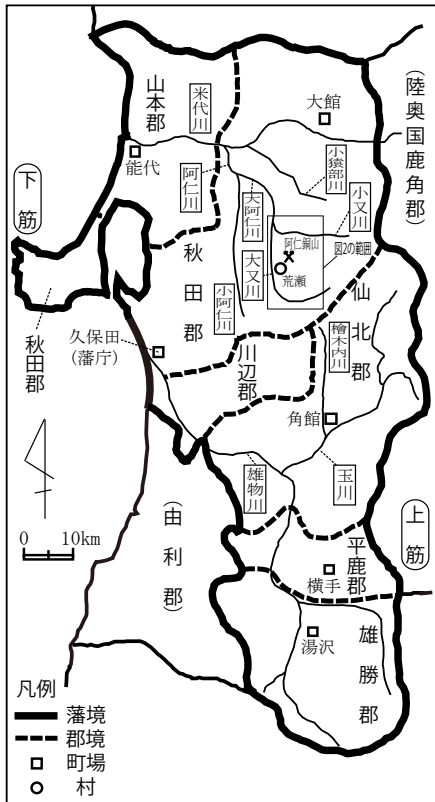 山本郡
米代川
大館
(陸奥国鹿角郡)
能代
下筋
阿仁川
大阿仁川
小猿部川
小又川
阿仁銅山
図2の範囲
荒瀬
大又川
秋田郡
小阿仁川
仙北郡
久保田
(藩庁)
秋田郡
川辺郡
檜木内川
角館
雄物川
玉川
(由利郡)
上筋
平鹿郡
横手
湯沢
雄勝郡
0 10km
凡例
藩境
郡境
町場
村